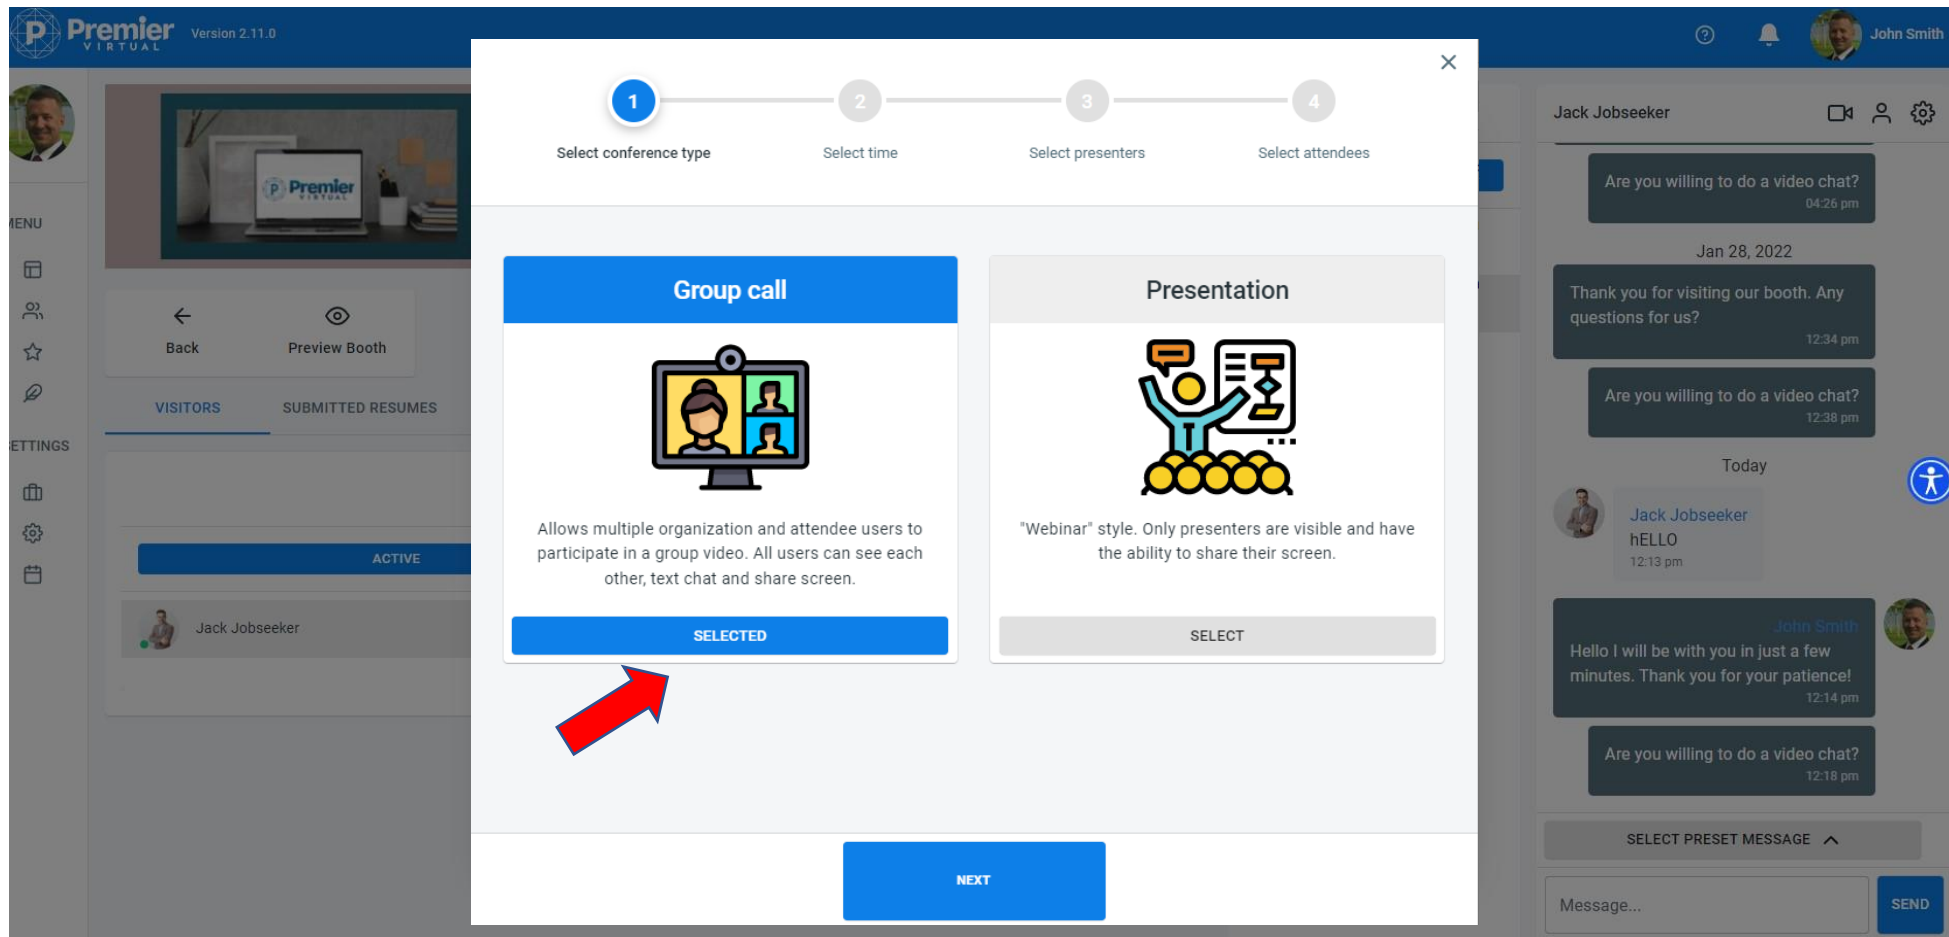 Premier
VIRTUAL
Version 2.11.0
John Smith
1
2
3
4
Select conference type
Select time
Select presenters
Select attendees
Premier
VIRTUAL
MENU
Back
Preview Booth
VISITORS
SUBMITTED RESUMES
SETTINGS
ACTIVE
Jack Jobseeker
Group call
Allows multiple organization and attendee users to
participate in a group video. All users can see each
other, text chat and share screen.
SELECTED
Presentation
"Webinar" style. Only presenters are visible and have
the ability to share their screen.
SELECT
NEXT
Jack Jobseeker
Are you willing to do a video chat?
04:26 pm
Jan 28, 2022
Thank you for visiting our booth. Any
questions for us?
12:34 pm
Are you willing to do a video chat?
12:38 pm
Today
Jack Jobseeker
hELLO
12:13 pm
John Smith
Hello I will be with you in just a few
minutes. Thank you for your patience!
12:14 pm
Are you willing to do a video chat?
12:18 pm
SELECT PRESET MESSAGE
Message...
SEND